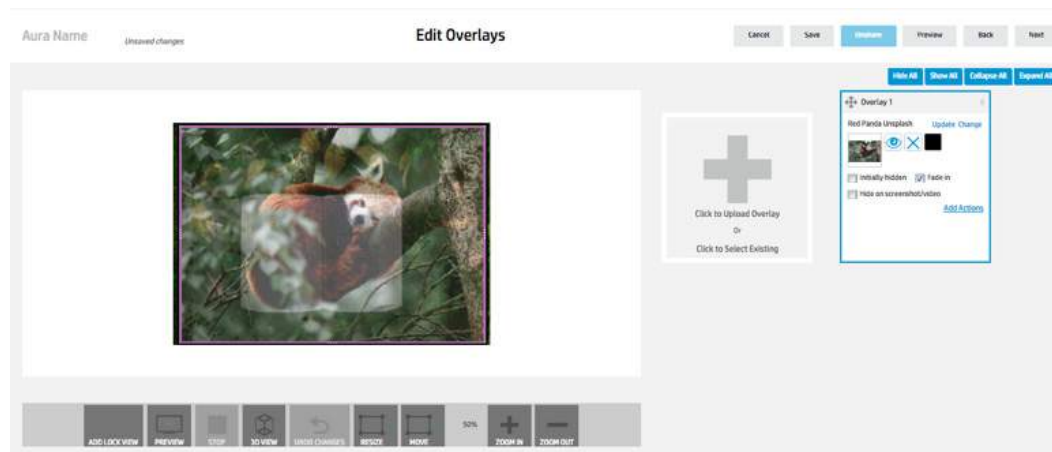 Aura Name
Unsaved changes
Edit Overlays
Cancel
Save
Unshare
Preview
Back
Next
Hide All
Show All
Collapse All
Expand All
Overlay 1
Red Panda Unsplash
Update Change
Initially hidden
Fade in
Hide on screenshot/video
Add Actions
Click to Upload Overlay
Or
Click to Select Existing
ADD LOCK VIEW
PREVIEW
STOP
3D VIEW
UNDO CHANGES
RESIZE
MOVE
50%
ZOOM IN
ZOOM OUT